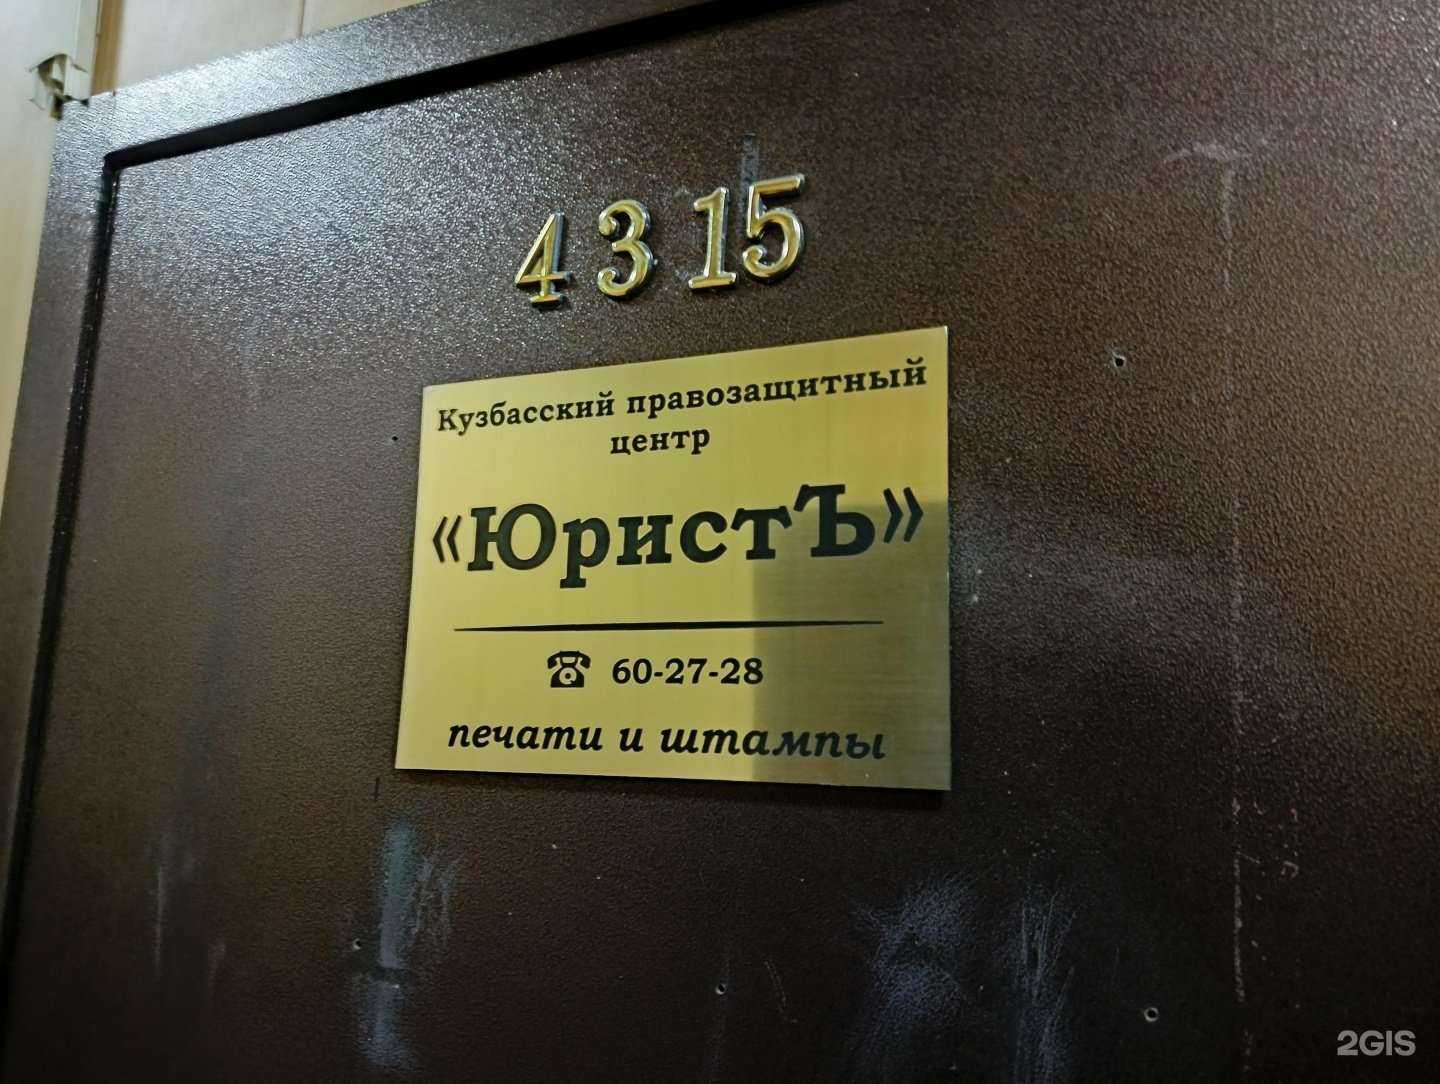 4315
Кузбасский правозащитный
центр
«ЮристЪ»
☎ 60-27-28
печати и штампы
2GIS